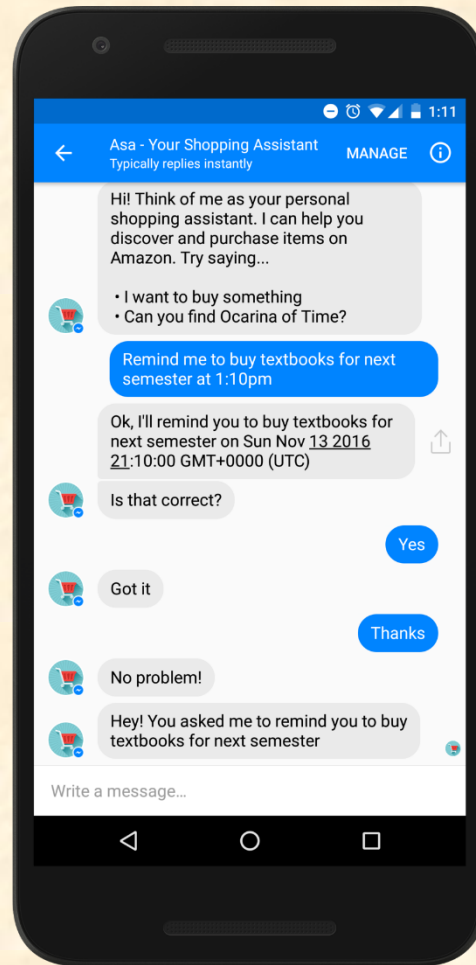 1:11
Asa - Your Shopping Assistant
Typically replies instantly
MANAGE
Hi! Think of me as your personal
shopping assistant. I can help you
discover and purchase items on
Amazon. Try saying...
• I want to buy something
• Can you find Ocarina of Time?
Remind me to buy textbooks for next
semester at 1:10pm
Ok, I'll remind you to buy textbooks for
next semester on Sun Nov 13 2016
21:10:00 GMT+0000 (UTC)
Is that correct?
Yes
Got it
Thanks
No problem!
Hey! You asked me to remind you to buy
textbooks for next semester
Write a message...